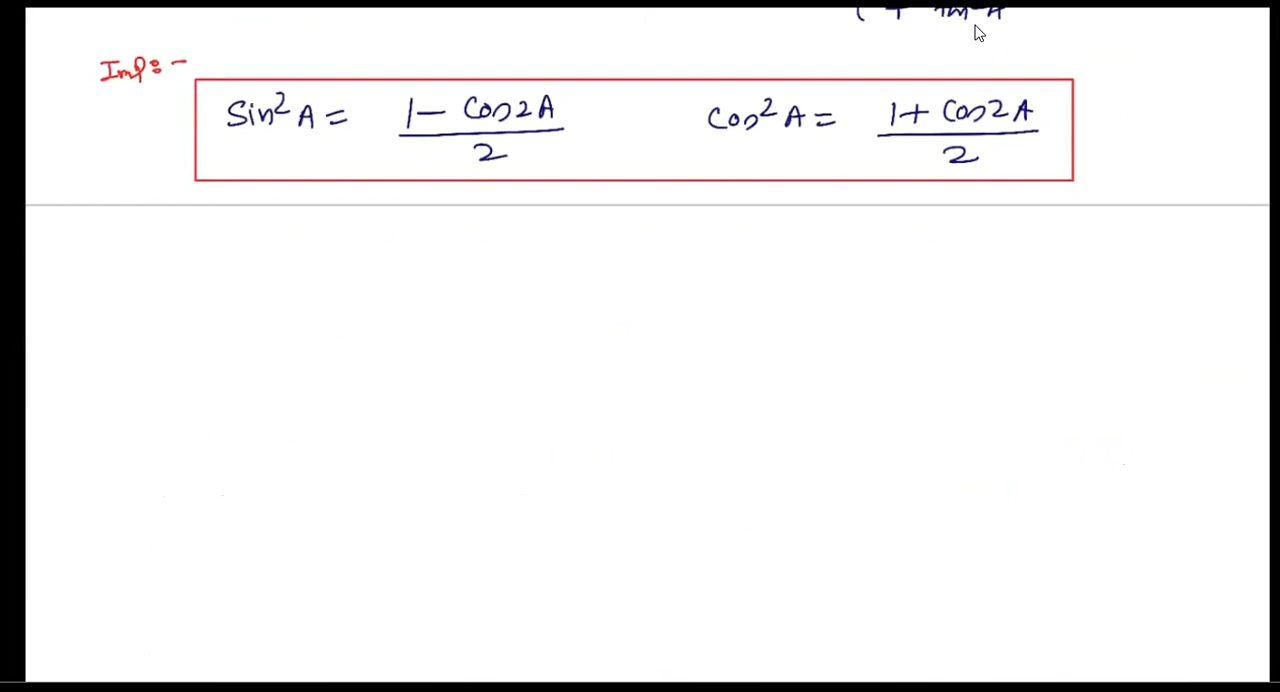 Imp:-
Sin²A = (1 - Cos2A)/2 Cos²A = (1 + Cos2A)/2